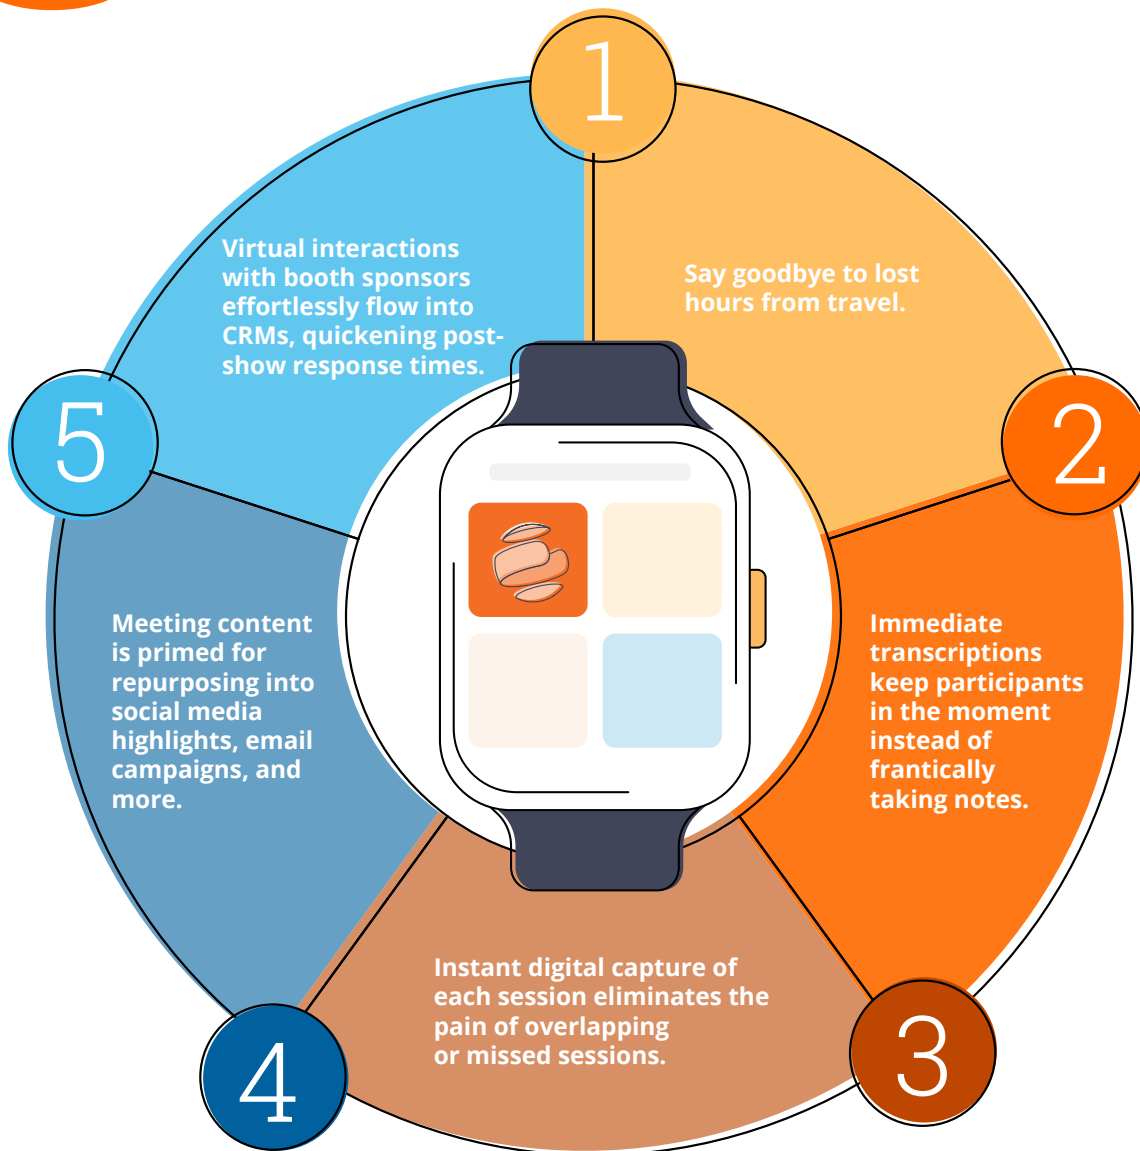 1
Say goodbye to lost
hours from travel.
2
Immediate
transcriptions
keep participants
in the moment
instead of
frantically
taking notes.
3
Instant digital capture of
each session eliminates the
pain of overlapping
or missed sessions.
4
Meeting content
is primed for
repurposing into
social media
highlights, email
campaigns, and
more.
5
Virtual interactions
with booth sponsors
effortlessly flow into
CRMs, quickening post-
show response times.